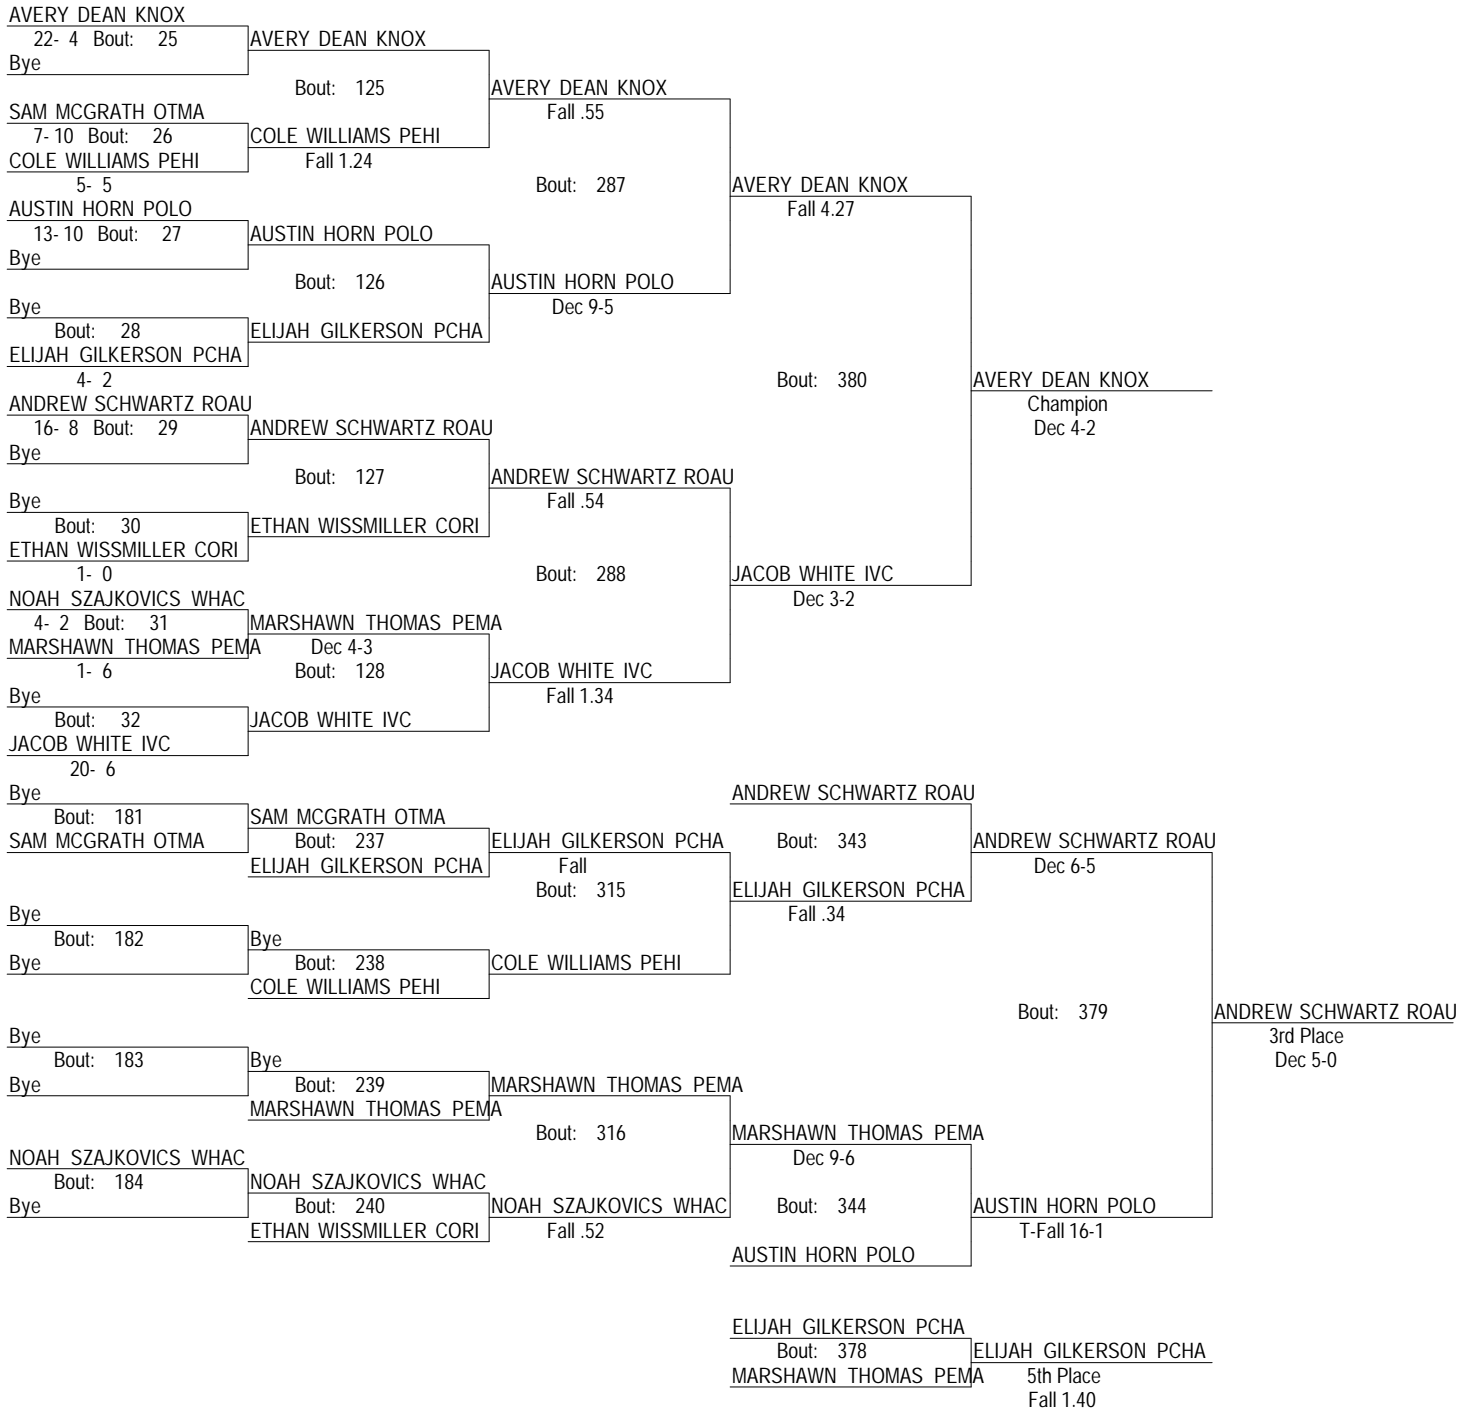 AVERY DEAN KNOX
22- 4 Bout: 25
AVERY DEAN KNOX
Bye
Bout: 125
AVERY DEAN KNOX
SAM MCGRATH OTMA
Fall .55
7- 10 Bout: 26
COLE WILLIAMS PEHI
COLE WILLIAMS PEHI
Fall 1.24
5- 5
Bout: 287
AVERY DEAN KNOX
AUSTIN HORN POLO
Fall 4.27
13- 10 Bout: 27
AUSTIN HORN POLO
Bye
Bout: 126
AUSTIN HORN POLO
Bye
Dec 9-5
Bout: 28
ELIJAH GILKERSON PCHA
ELIJAH GILKERSON PCHA
4- 2
Bout: 380
AVERY DEAN KNOX
ANDREW SCHWARTZ ROAU
Champion
16- 8 Bout: 29
ANDREW SCHWARTZ ROAU
Dec 4-2
Bye
Bout: 127
ANDREW SCHWARTZ ROAU
Bye
Fall .54
Bout: 30
ETHAN WISSMILLER CORI
ETHAN WISSMILLER CORI
1- 0
Bout: 288
JACOB WHITE IVC
NOAH SZAJKOVICS WHAC
Dec 3-2
4- 2 Bout: 31
MARSHAWN THOMAS PEMA
MARSHAWN THOMAS PEMA
Dec 4-3
1- 6
Bout: 128
JACOB WHITE IVC
Bye
Fall 1.34
Bout: 32
JACOB WHITE IVC
JACOB WHITE IVC
20- 6
Bye
ANDREW SCHWARTZ ROAU
Bout: 181
SAM MCGRATH OTMA
SAM MCGRATH OTMA
Bout: 237
ELIJAH GILKERSON PCHA
Bout: 343
ANDREW SCHWARTZ ROAU
ELIJAH GILKERSON PCHA
Fall
Dec 6-5
Bout: 315
ELIJAH GILKERSON PCHA
Bye
Fall .34
Bout: 182
Bye
Bye
Bout: 238
COLE WILLIAMS PEHI
COLE WILLIAMS PEHI
Bout: 379
ANDREW SCHWARTZ ROAU
Bye
3rd Place
Bout: 183
Bye
Dec 5-0
Bye
Bout: 239
MARSHAWN THOMAS PEMA
MARSHAWN THOMAS PEMA
Bout: 316
MARSHAWN THOMAS PEMA
NOAH SZAJKOVICS WHAC
Dec 9-6
Bout: 184
NOAH SZAJKOVICS WHAC
Bye
Bout: 240
NOAH SZAJKOVICS WHAC
Bout: 344
AUSTIN HORN POLO
ETHAN WISSMILLER CORI
Fall .52
T-Fall 16-1
AUSTIN HORN POLO
ELIJAH GILKERSON PCHA
Bout: 378
ELIJAH GILKERSON PCHA
MARSHAWN THOMAS PEMA
5th Place
Fall 1.40